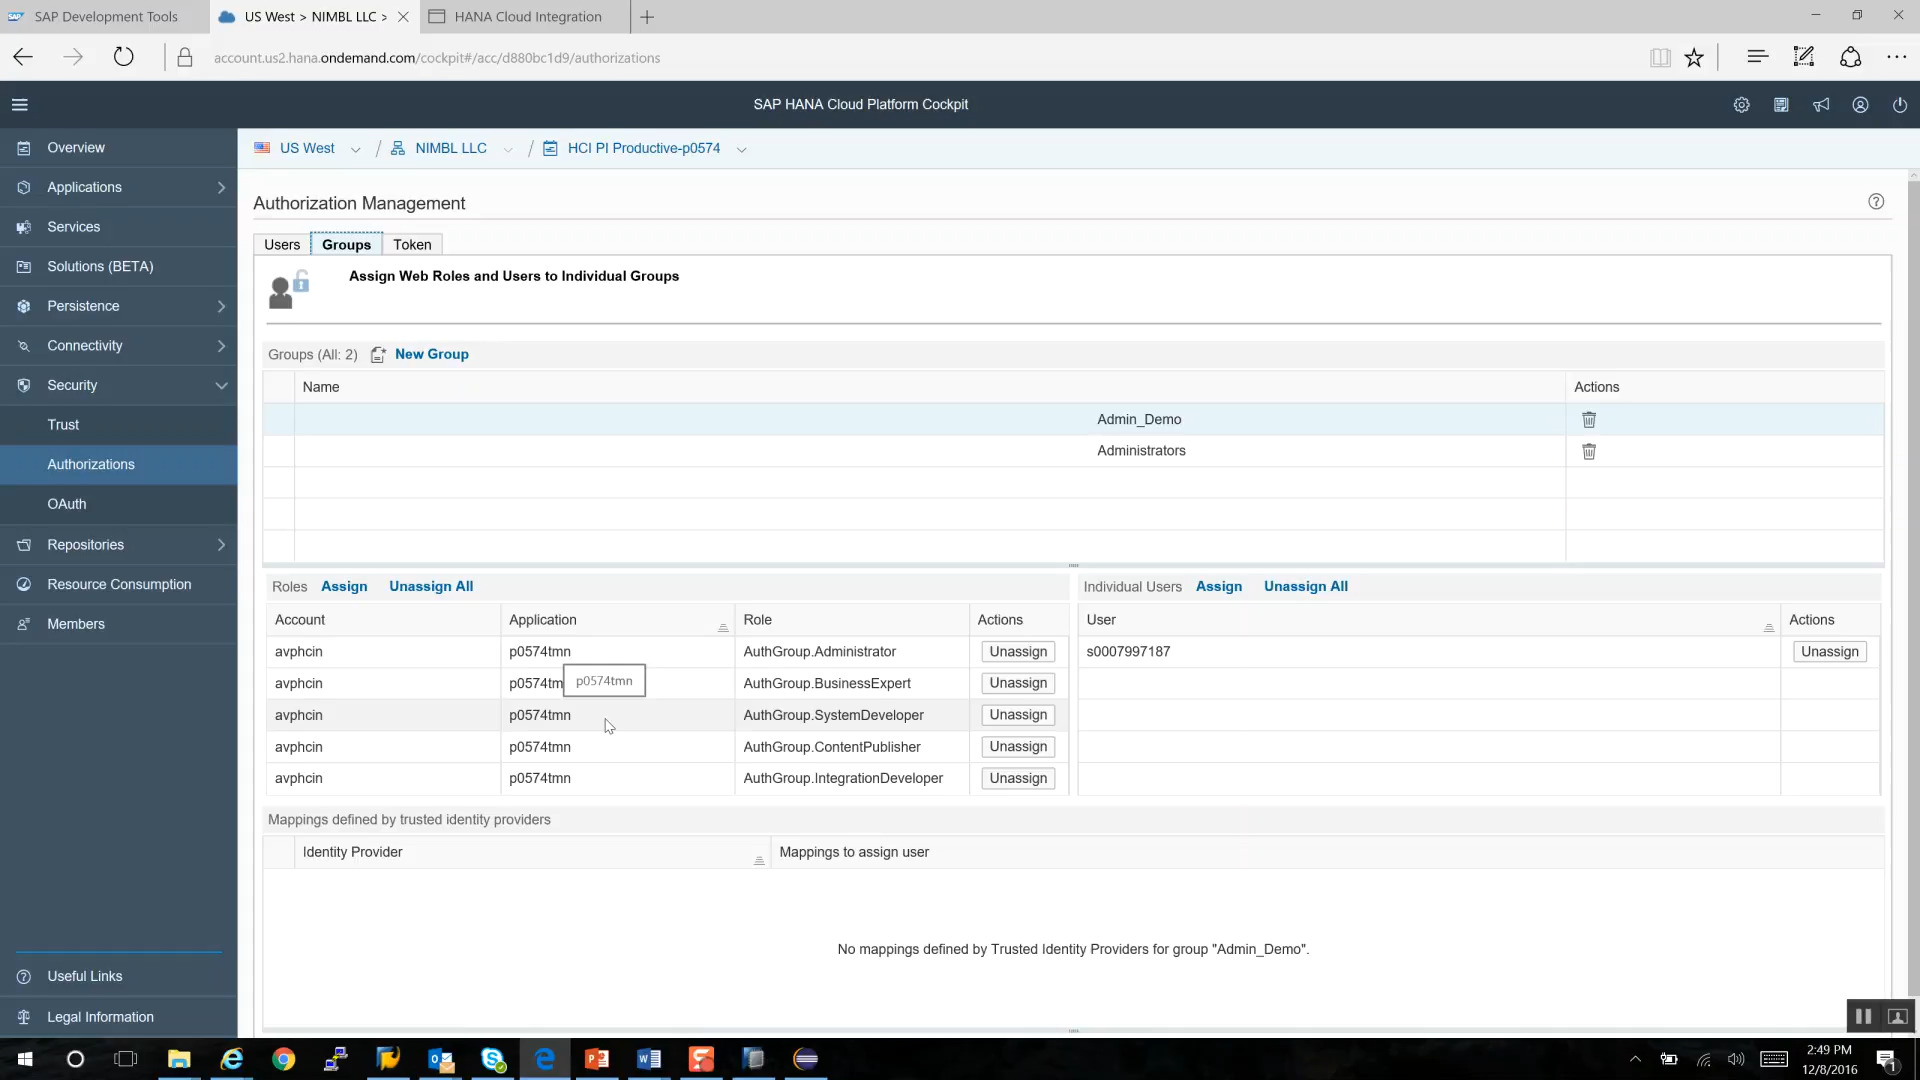 SAP Development Tools
US West > NIMBL LLC >
HANA Cloud Integration
account.us2.hana.ondemand.com/cockpit#/acc/d880bc1d9/authorizations
SAP HANA Cloud Platform Cockpit
Overview
Applications
Services
Solutions (BETA)
Persistence
Connectivity
Security
Trust
Authorizations
OAuth
Repositories
Resource Consumption
Members
Useful Links
Legal Information
US West / NIMBL LLC / HCI PI Productive-p0574
Authorization Management
Users Groups Token
Assign Web Roles and Users to Individual Groups
Groups (All: 2) New Group
Name Actions
Admin_Demo
Administrators
Roles Assign Unassign All
Account Application Role Actions
avphcin p0574tmn AuthGroup.Administrator Unassign
avphcin p0574tm AuthGroup.BusinessExpert Unassign
p0574tmn
avphcin p0574tmn AuthGroup.SystemDeveloper Unassign
avphcin p0574tmn AuthGroup.ContentPublisher Unassign
avphcin p0574tmn AuthGroup.IntegrationDeveloper Unassign
Individual Users Assign Unassign All
User Actions
s0007997187 Unassign
Mappings defined by trusted identity providers
Identity Provider Mappings to assign user
No mappings defined by Trusted Identity Providers for group "Admin_Demo".
2:49 PM
12/8/2016